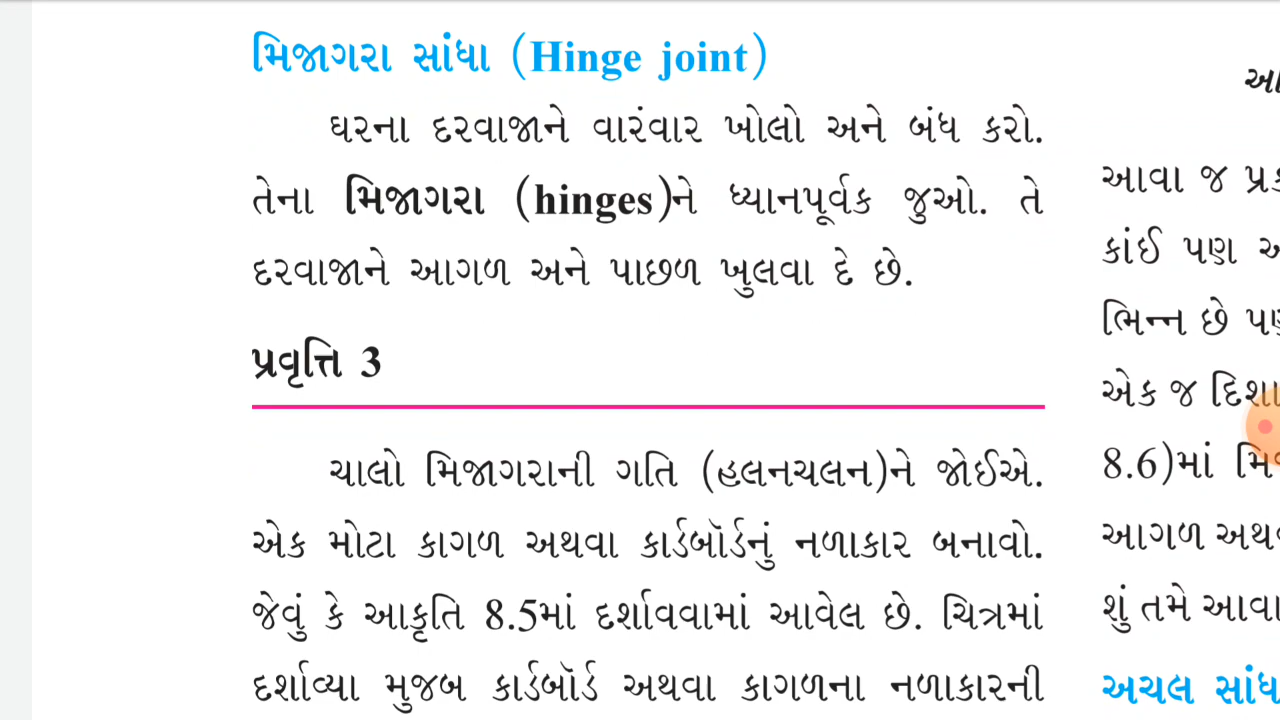 મિજાગરા સાંધા (Hinge joint)
ઘરના દરવાજાને વારંવાર ખોલો અને બંધ કરો.
તેના મિજાગરા (hinges)ને ધ્યાનપૂર્વક જુઓ. તે
દરવાજાને આગળ અને પાછળ ખુલવા દે છે.
પ્રવૃત્તિ 3
ચાલો મિજાગરાની ગતિ (હલનચલન)ને જોઈએ.
એક મોટા કાગળ અથવા કાર્ડબૉર્ડનું નળાકાર બનાવો.
જેવું કે આકૃતિ 8.5માં દર્શાવવામાં આવેલ છે. ચિત્રમાં
દર્શાવ્યા મુજબ કાર્ડબૉર્ડ અથવા કાગળના નળાકારની
આવા જ
કાંઈ પણ
ભિન્ન છે
એક જ
8.6)માં
આગળ
શું તમે
અચલ